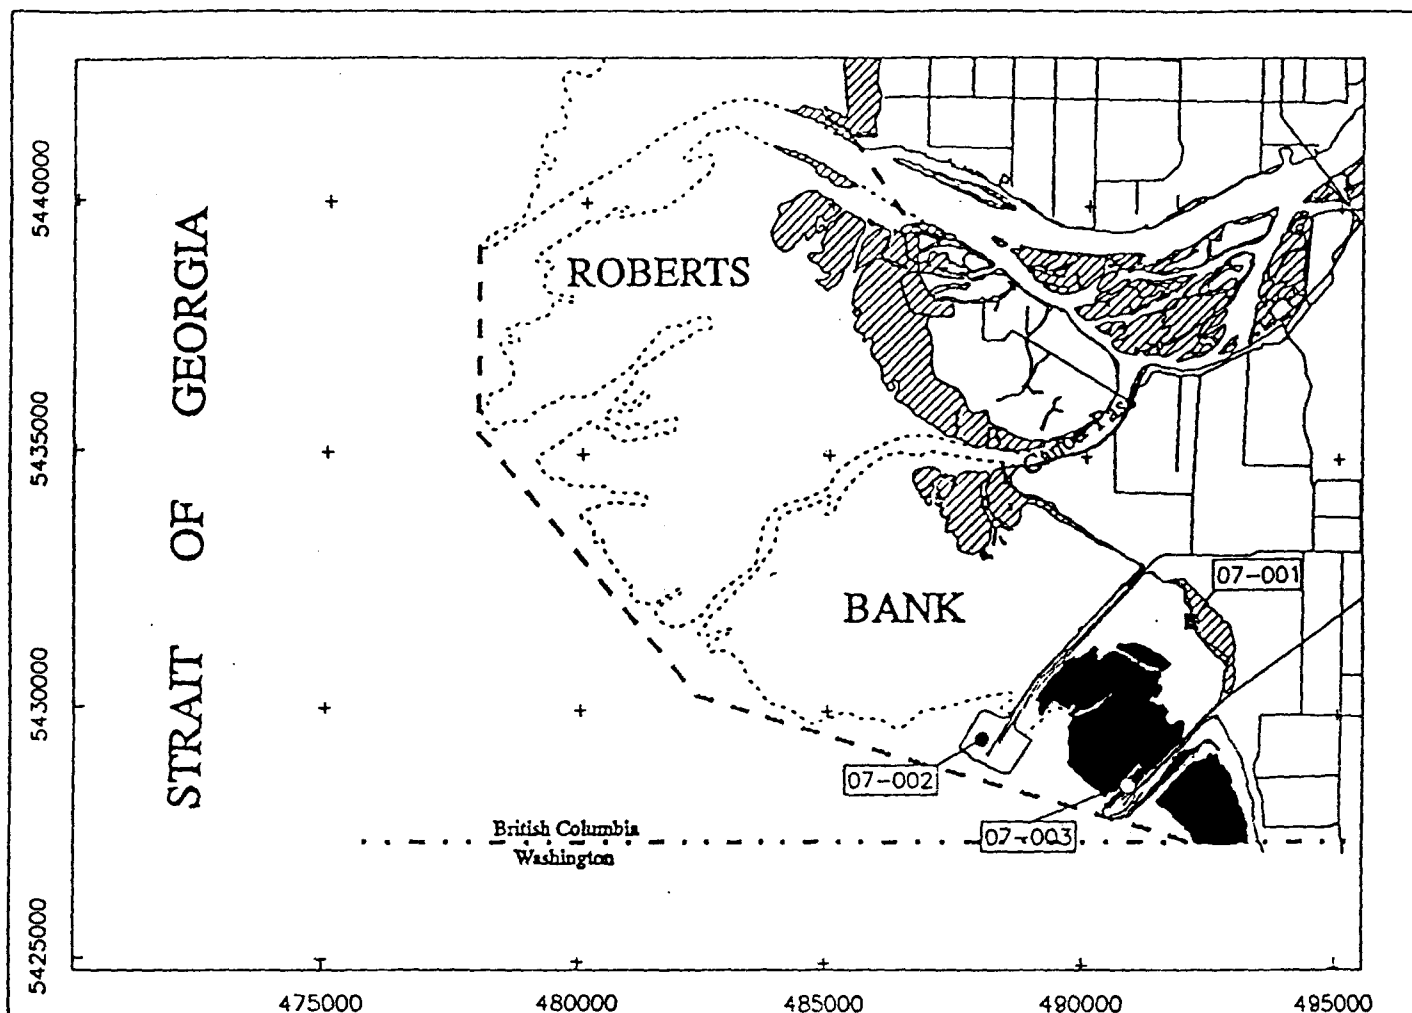 5440000
5435000
5430000
5425000
STRAIT OF GEORGIA
ROBERTS
BANK
Canoe Pass
07-001
07-002
07-003
British Columbia
Washington
475000
480000
485000
490000
495000